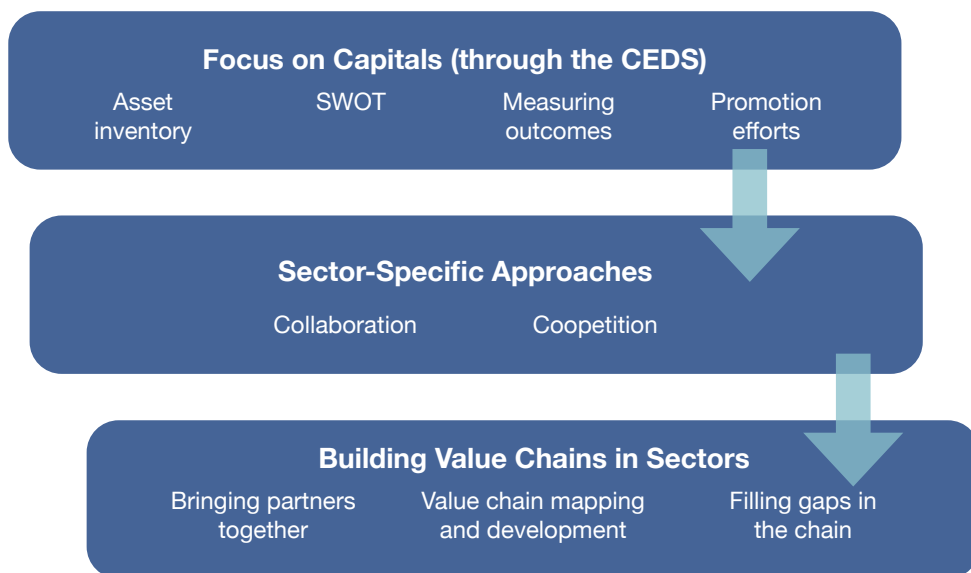 Focus on Capitals (through the CEDS)
Asset
inventory
SWOT
Measuring
outcomes
Promotion
efforts
Sector-Specific Approaches
Collaboration
Coopetition
Building Value Chains in Sectors
Bringing partners
together
Value chain mapping
and development
Filling gaps in
the chain